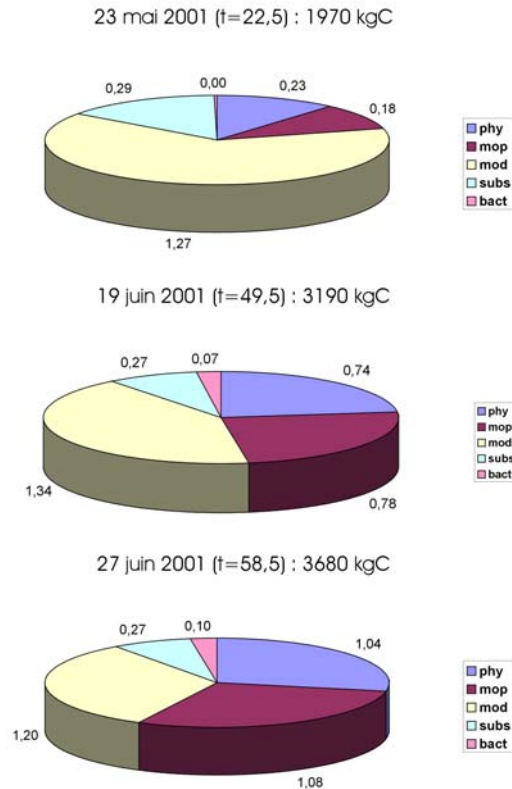 23 mai 2001 (t=22,5) : 1970 kgC
0,29
0,00
0,23
0,18
1,27
phy
mop
mod
subs
bact
19 juin 2001 (t=49,5) : 3190 kgC
0,27
0,07
0,74
1,34
0,78
phy
mop
mod
subs
bact
27 juin 2001 (t=58,5) : 3680 kgC
0,27
0,10
1,04
1,20
1,08
phy
mop
mod
subs
bact